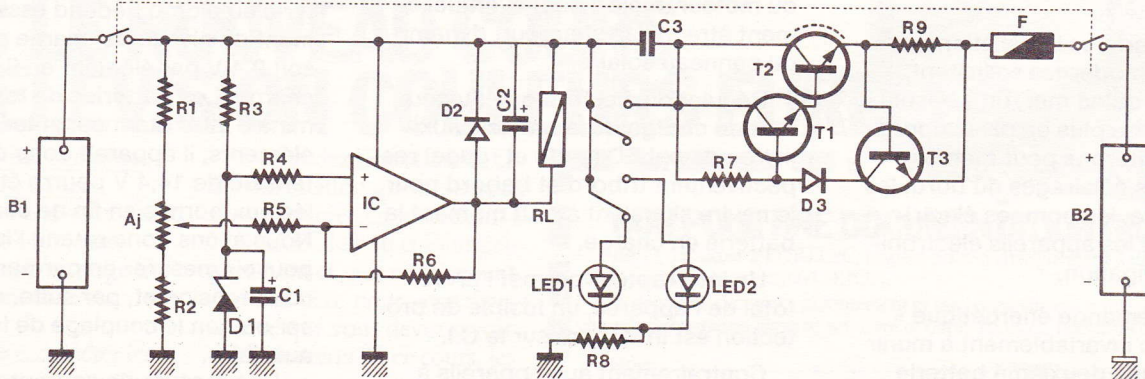 C3
R9
F
T2
R1
R3
D2
C2
T1
T3
R4
R7
D3
+
+
B1
Aj
R5
IC
+
−
RL
B2
R6
LED1
LED2
−
−
R2
D1
C1
+
+
R8